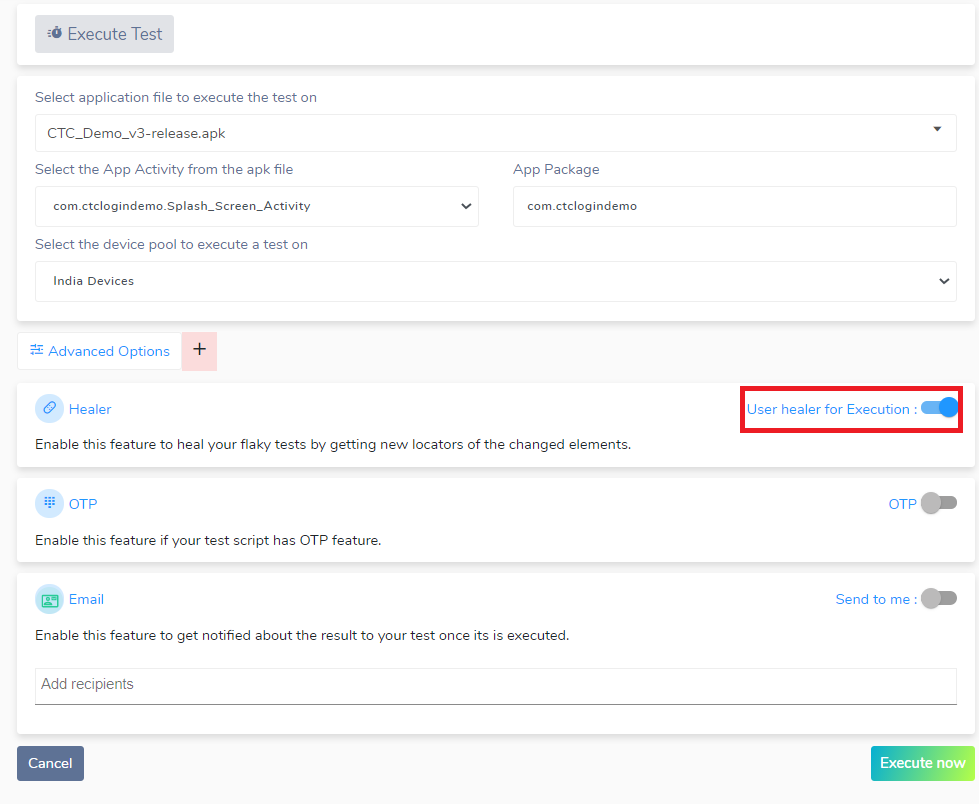 Execute Test
Select application file to execute the test on
CTC_Demo_v3-release.apk
Select the App Activity from the apk file
App Package
com.ctclogindemo.Splash_Screen_Activity
com.ctclogindemo
Select the device pool to execute a test on
India Devices
Advanced Options +
Healer
User healer for Execution :
Enable this feature to heal your flaky tests by getting new locators of the changed elements.
OTP
OTP
Enable this feature if your test script has OTP feature.
Email
Send to me :
Enable this feature to get notified about the result to your test once its is executed.
Add recipients
Cancel
Execute now